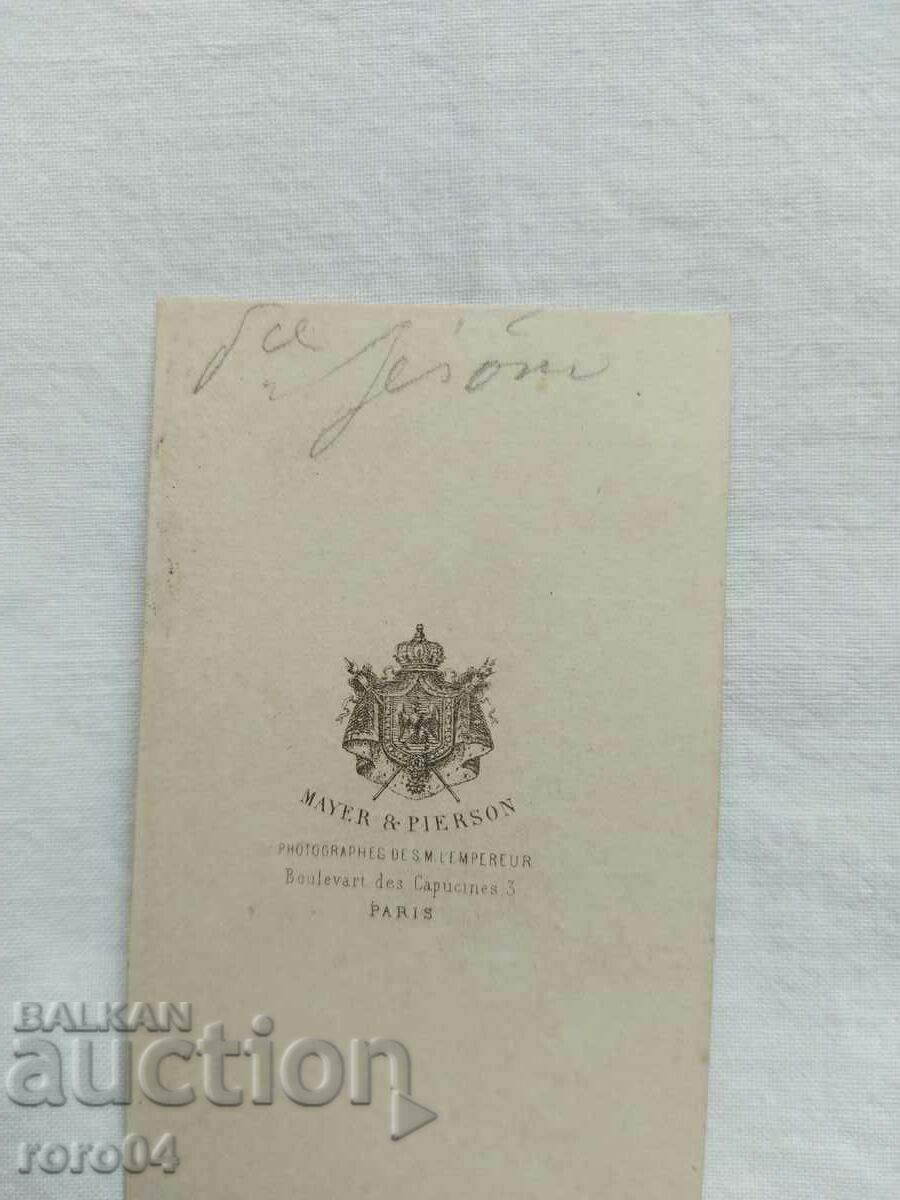 Pce Jérôme
MAYER & PIERSON
PHOTOGRAPHES DE S.M. L'EMPEREUR
Boulevart des Capucines 3
PARIS
BALKAN
auction
roro04